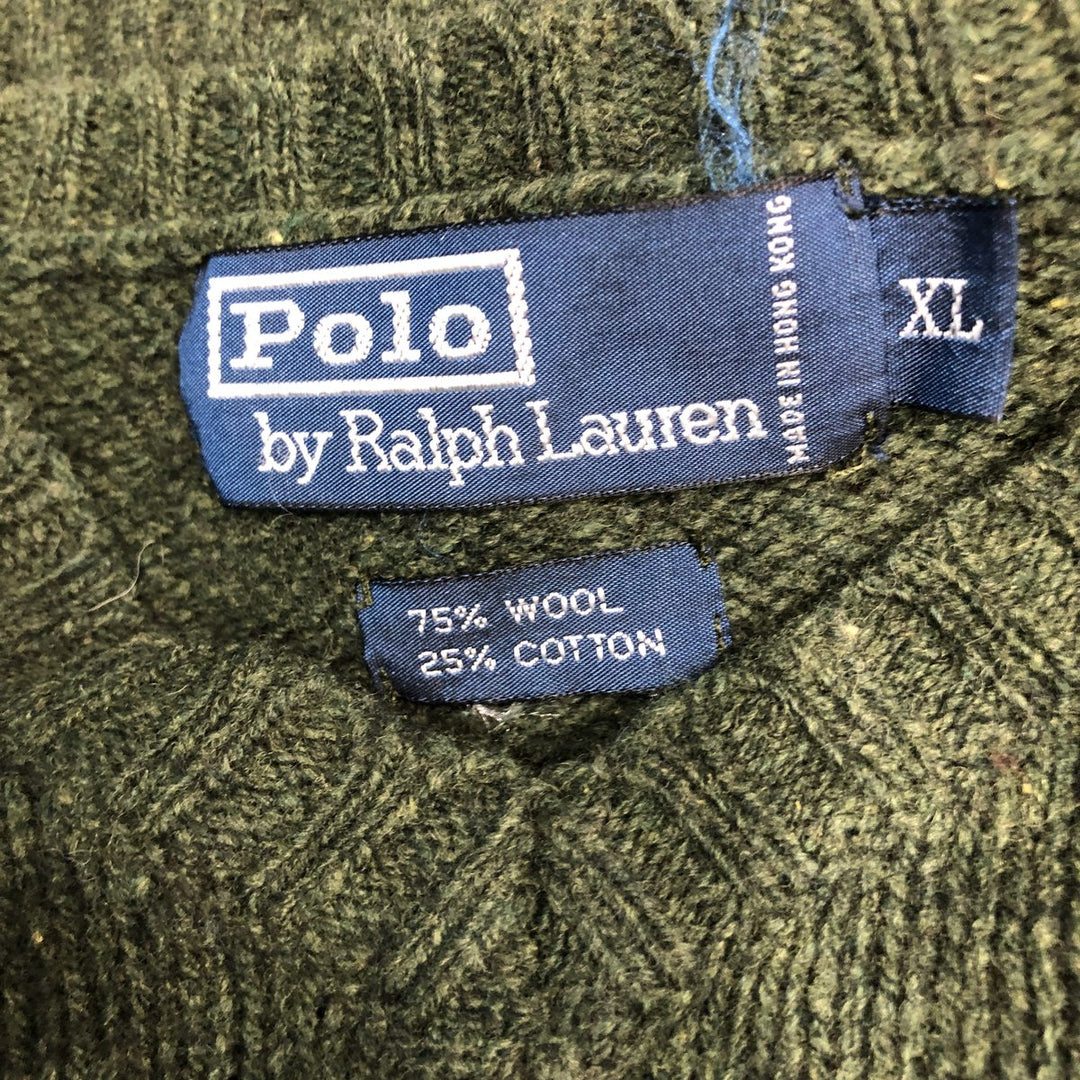 Polo
by Ralph Lauren
MADE IN HONG KONG
XL
75% WOOL
25% COTTON